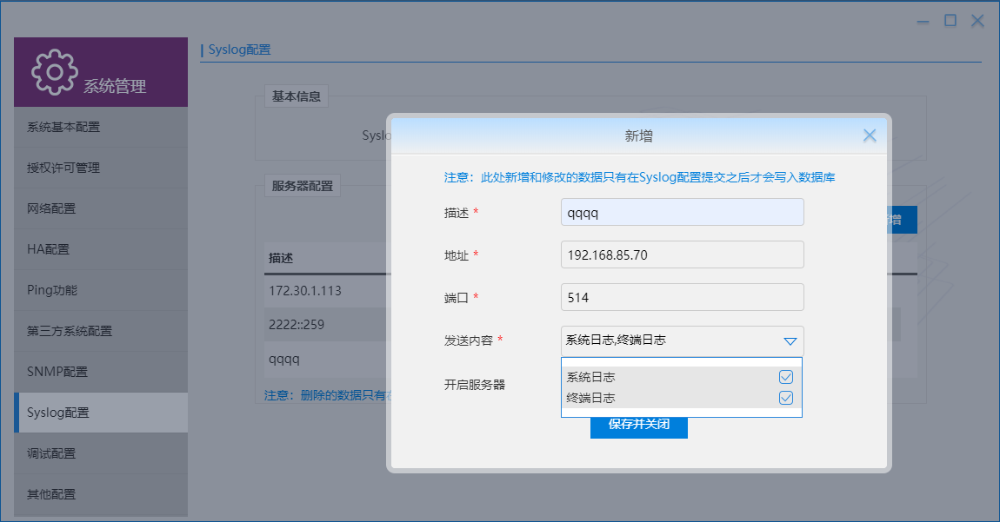 系统管理
系统基本配置
授权许可管理
网络配置
HA配置
Ping功能
第三方系统配置
SNMP配置
Syslog配置
调试配置
其他配置
Syslog配置
基本信息
Syslo
服务器配置
增
描述
172.30.1.113
2222::259
qqqq
注意：删除的数据只有
新增
注意：此处新增和修改的数据只有在Syslog配置提交之后才会写入数据库
描述 * qqqq
地址 * 192.168.85.70
端口 * 514
发送内容 * 系统日志,终端日志
系统日志
开启服务器
终端日志
保存并关闭